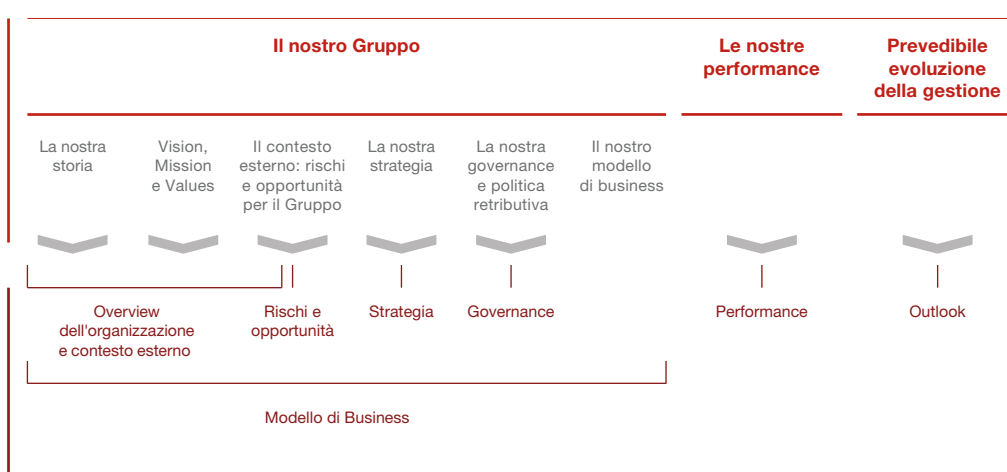 Il nostro Gruppo
Le nostre
performance
Prevedibile
evoluzione
della gestione
La nostra
storia
Vision,
Mission
e Values
Il contesto
esterno: rischi
e opportunità
per il Gruppo
La nostra
strategia
La nostra
governance
e politica
retributiva
Il nostro
modello
di business
Overview
dell'organizzazione
e contesto esterno
Rischi e
opportunità
Strategia
Governance
Performance
Outlook
Modello di Business